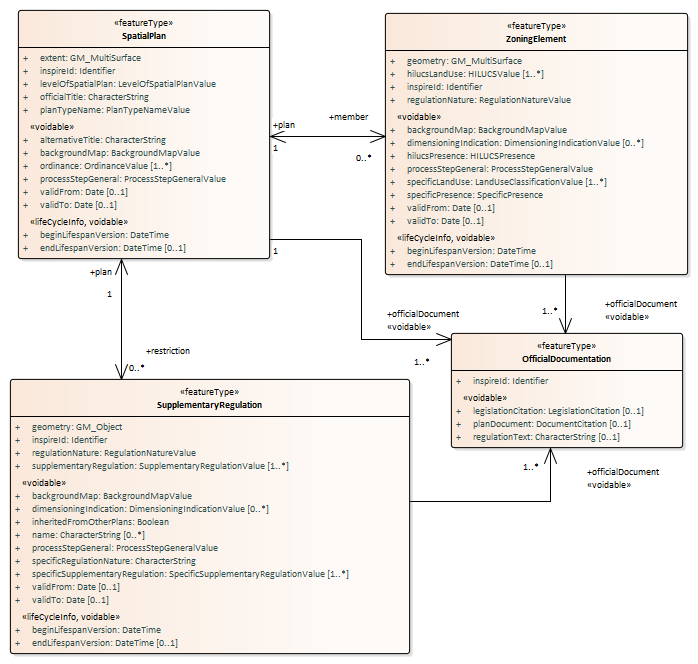 «featureType»
SpatialPlan
+ extent: GM_MultiSurface
+ inspireId: Identifier
+ levelOfSpatialPlan: LevelOfSpatialPlanValue
+ officialTitle: CharacterString
+ planTypeName: PlanTypeNameValue
«voidable»
+ alternativeTitle: CharacterString
+ backgroundMap: BackgroundMapValue
+ ordinance: OrdinanceValue [1..*]
+ processStepGeneral: ProcessStepGeneralValue
+ validFrom: Date [0..1]
+ validTo: Date [0..1]
«lifeCycleInfo, voidable»
+ beginLifespanVersion: DateTime
+ endLifespanVersion: DateTime [0..1]
+plan
1
+member
0..*
«featureType»
ZoningElement
+ geometry: GM_MultiSurface
+ hilucsLandUse: HILUCSValue [1..*]
+ inspireId: Identifier
+ regulationNature: RegulationNatureValue
«voidable»
+ backgroundMap: BackgroundMapValue
+ dimensioningIndication: DimensioningIndicationValue [0..*]
+ hilucsPresence: HILUCSPresence
+ processStepGeneral: ProcessStepGeneralValue
+ specificLandUse: LandUseClassificationValue [1..*]
+ specificPresence: SpecificPresence
+ validFrom: Date [0..1]
+ validTo: Date [0..1]
«lifeCycleInfo, voidable»
+ beginLifespanVersion: DateTime
+ endLifespanVersion: DateTime [0..1]
1
+plan
1
+officialDocument
«voidable»
1..*
1..*
+officialDocument
«voidable»
+restriction
0..*
«featureType»
OfficialDocumentation
+ inspireId: Identifier
«voidable»
+ legislationCitation: LegislationCitation [0..1]
+ planDocument: DocumentCitation [0..1]
+ regulationText: CharacterString [0..1]
«featureType»
SupplementaryRegulation
+ geometry: GM_Object
+ inspireId: Identifier
+ regulationNature: RegulationNatureValue
+ supplementaryRegulation: SupplementaryRegulationValue [1..*]
«voidable»
+ backgroundMap: BackgroundMapValue
+ dimensioningIndication: DimensioningIndicationValue [0..*]
+ inheritedFromOtherPlans: Boolean
+ name: CharacterString [0..*]
+ processStepGeneral: ProcessStepGeneralValue
+ specificRegulationNature: CharacterString
+ specificSupplementaryRegulation: SpecificSupplementaryRegulationValue [1..*]
+ validFrom: Date [0..1]
+ validTo: Date [0..1]
«lifeCycleInfo, voidable»
+ beginLifespanVersion: DateTime
+ endLifespanVersion: DateTime [0..1]
1..*
+officialDocument
«voidable»